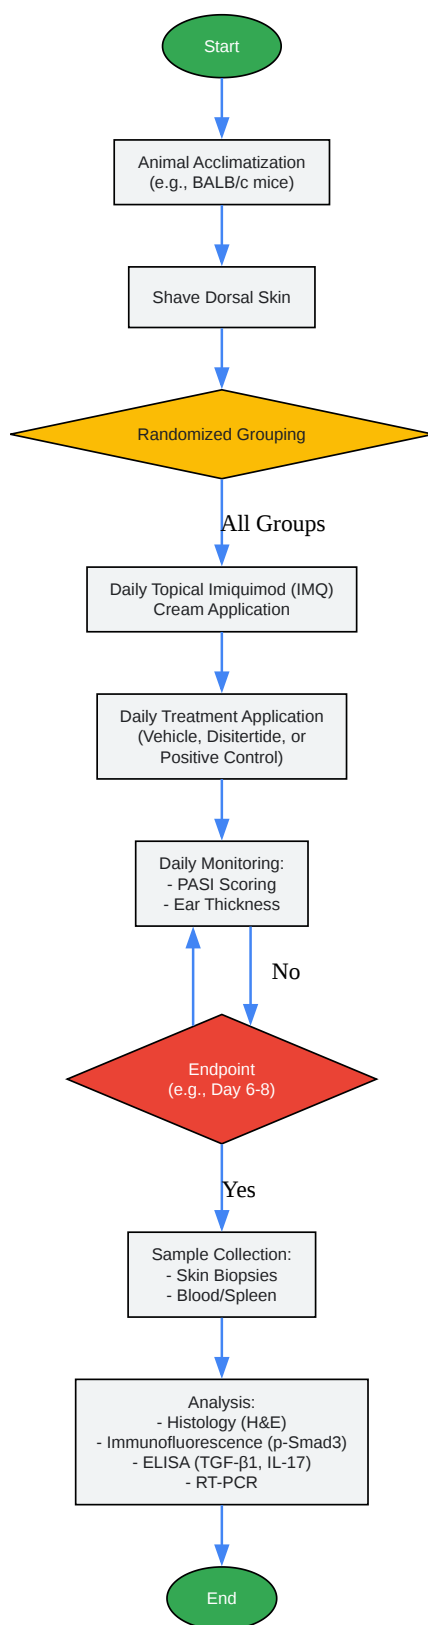 Start
Animal Acclimatization
(e.g., BALB/c mice)
Shave Dorsal Skin
Randomized Grouping
All Groups
Daily Topical Imiquimod (IMQ)
Cream Application
Daily Treatment Application
(Vehicle, Disitertide, or
Positive Control)
Daily Monitoring:
- PASI Scoring
- Ear Thickness
No
Endpoint
(e.g., Day 6-8)
Yes
Sample Collection:
- Skin Biopsies
- Blood/Spleen
Analysis:
- Histology (H&E)
- Immunofluorescence (p-Smad3)
- ELISA (TGF-β1, IL-17)
- RT-PCR
End